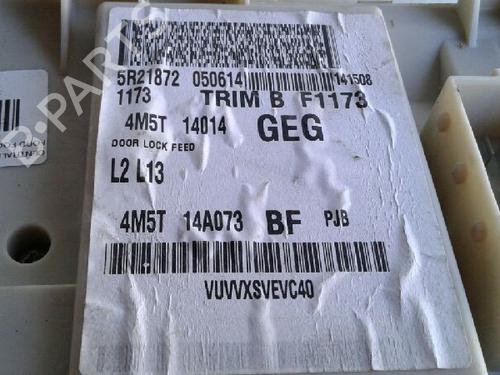 5R21872 050614 141508
1173 TRIM B F1173
4M5T 14014 GEG
DOOR LOCK FEED
L2 L13
4M5T 14A073 BF PJB
VUVVXSVEVC40